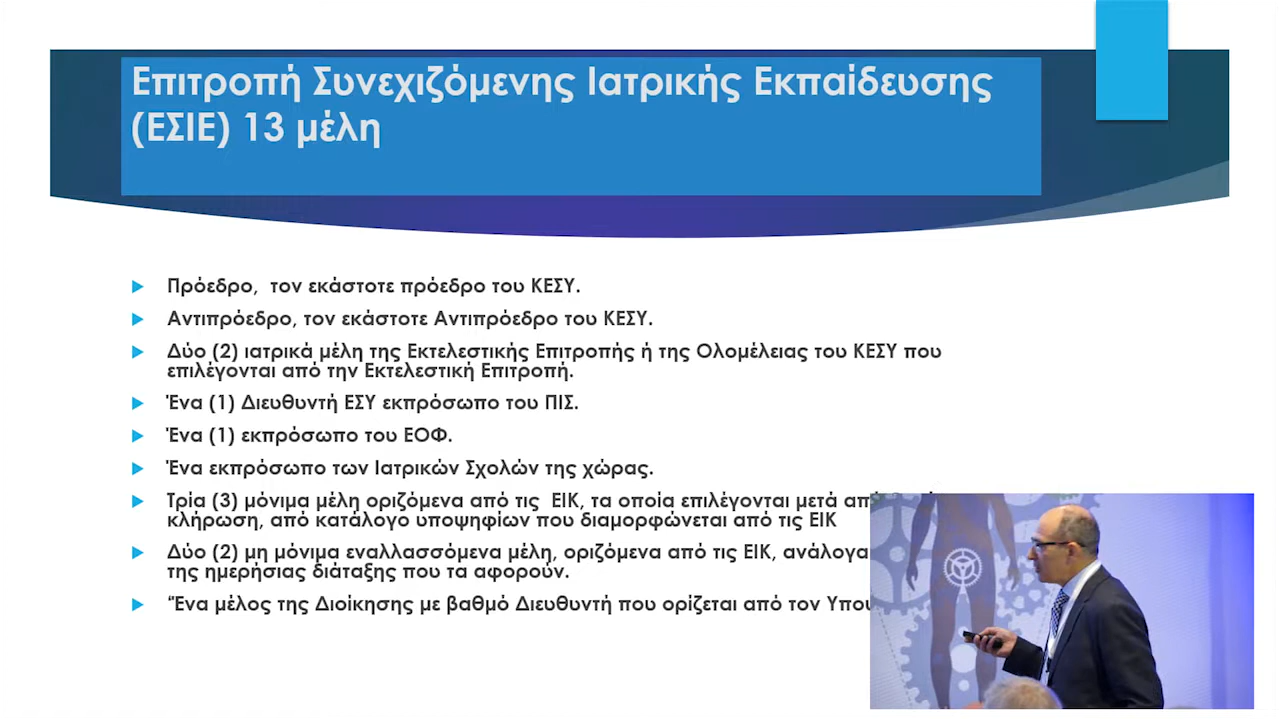 Επιτροπή Συνεχιζόμενης Ιατρικής Εκπαίδευσης
(ΕΣΙΕ) 13 μέλη
Πρόεδρο, τον εκάστοτε πρόεδρο του ΚΕΣΥ.
Αντιπρόεδρο, τον εκάστοτε Αντιπρόεδρο του ΚΕΣΥ.
Δύο (2) ιατρικά μέλη της Εκτελεστικής Επιτροπής ή της Ολομέλειας του ΚΕΣΥ που
επιλέγονται από την Εκτελεστική Επιτροπή.
Ένα (1) Διευθυντή ΕΣΥ εκπρόσωπο του ΠΙΣ.
Ένα (1) εκπρόσωπο του ΕΟΦ.
Ένα εκπρόσωπο των Ιατρικών Σχολών της χώρας.
Τρία (3) μόνιμα μέλη οριζόμενα από τις ΕΙΚ, τα οποία επιλέγονται μετά
κλήρωση, από κατάλογο υποψηφίων που διαμορφώνεται από τις ΕΙΚ
Δύο (2) μη μόνιμα εναλλασσόμενα μέλη, οριζόμενα από τις ΕΙΚ, ανάλογα
της ημερήσιας διάταξης που τα αφορούν.
"Ένα μέλος της Διοίκησης με βαθμό Διευθυντή που ορίζεται από τον